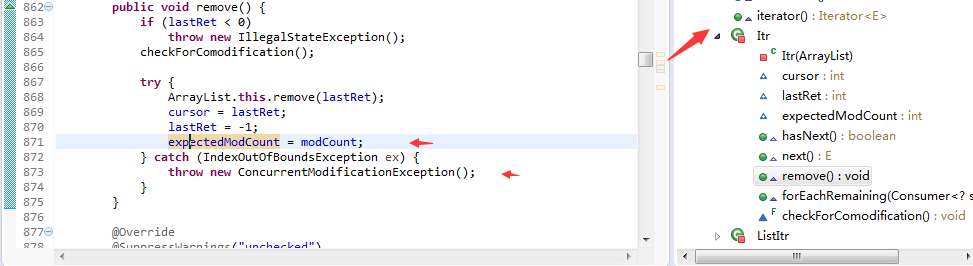 862 public void remove() {
863 if (lastRet < 0)
864 throw new IllegalStateException();
865 checkForComodification();
866
867 try {
868 ArrayList.this.remove(lastRet);
869 cursor = lastRet;
870 lastRet = -1;
871 expectedModCount = modCount;
872 } catch (IndexOutOfBoundsException ex) {
873 throw new ConcurrentModificationException();
874 }
875 }
876
877 @Override
878 @SuppressWarnings("unchecked")
iterator() : Iterator<E>
Itr
Itr(ArrayList)
cursor : int
lastRet : int
expectedModCount : int
hasNext() : boolean
next() : E
remove() : void
forEachRemaining(Consumer<? s
checkForComodification() : void
ListItr